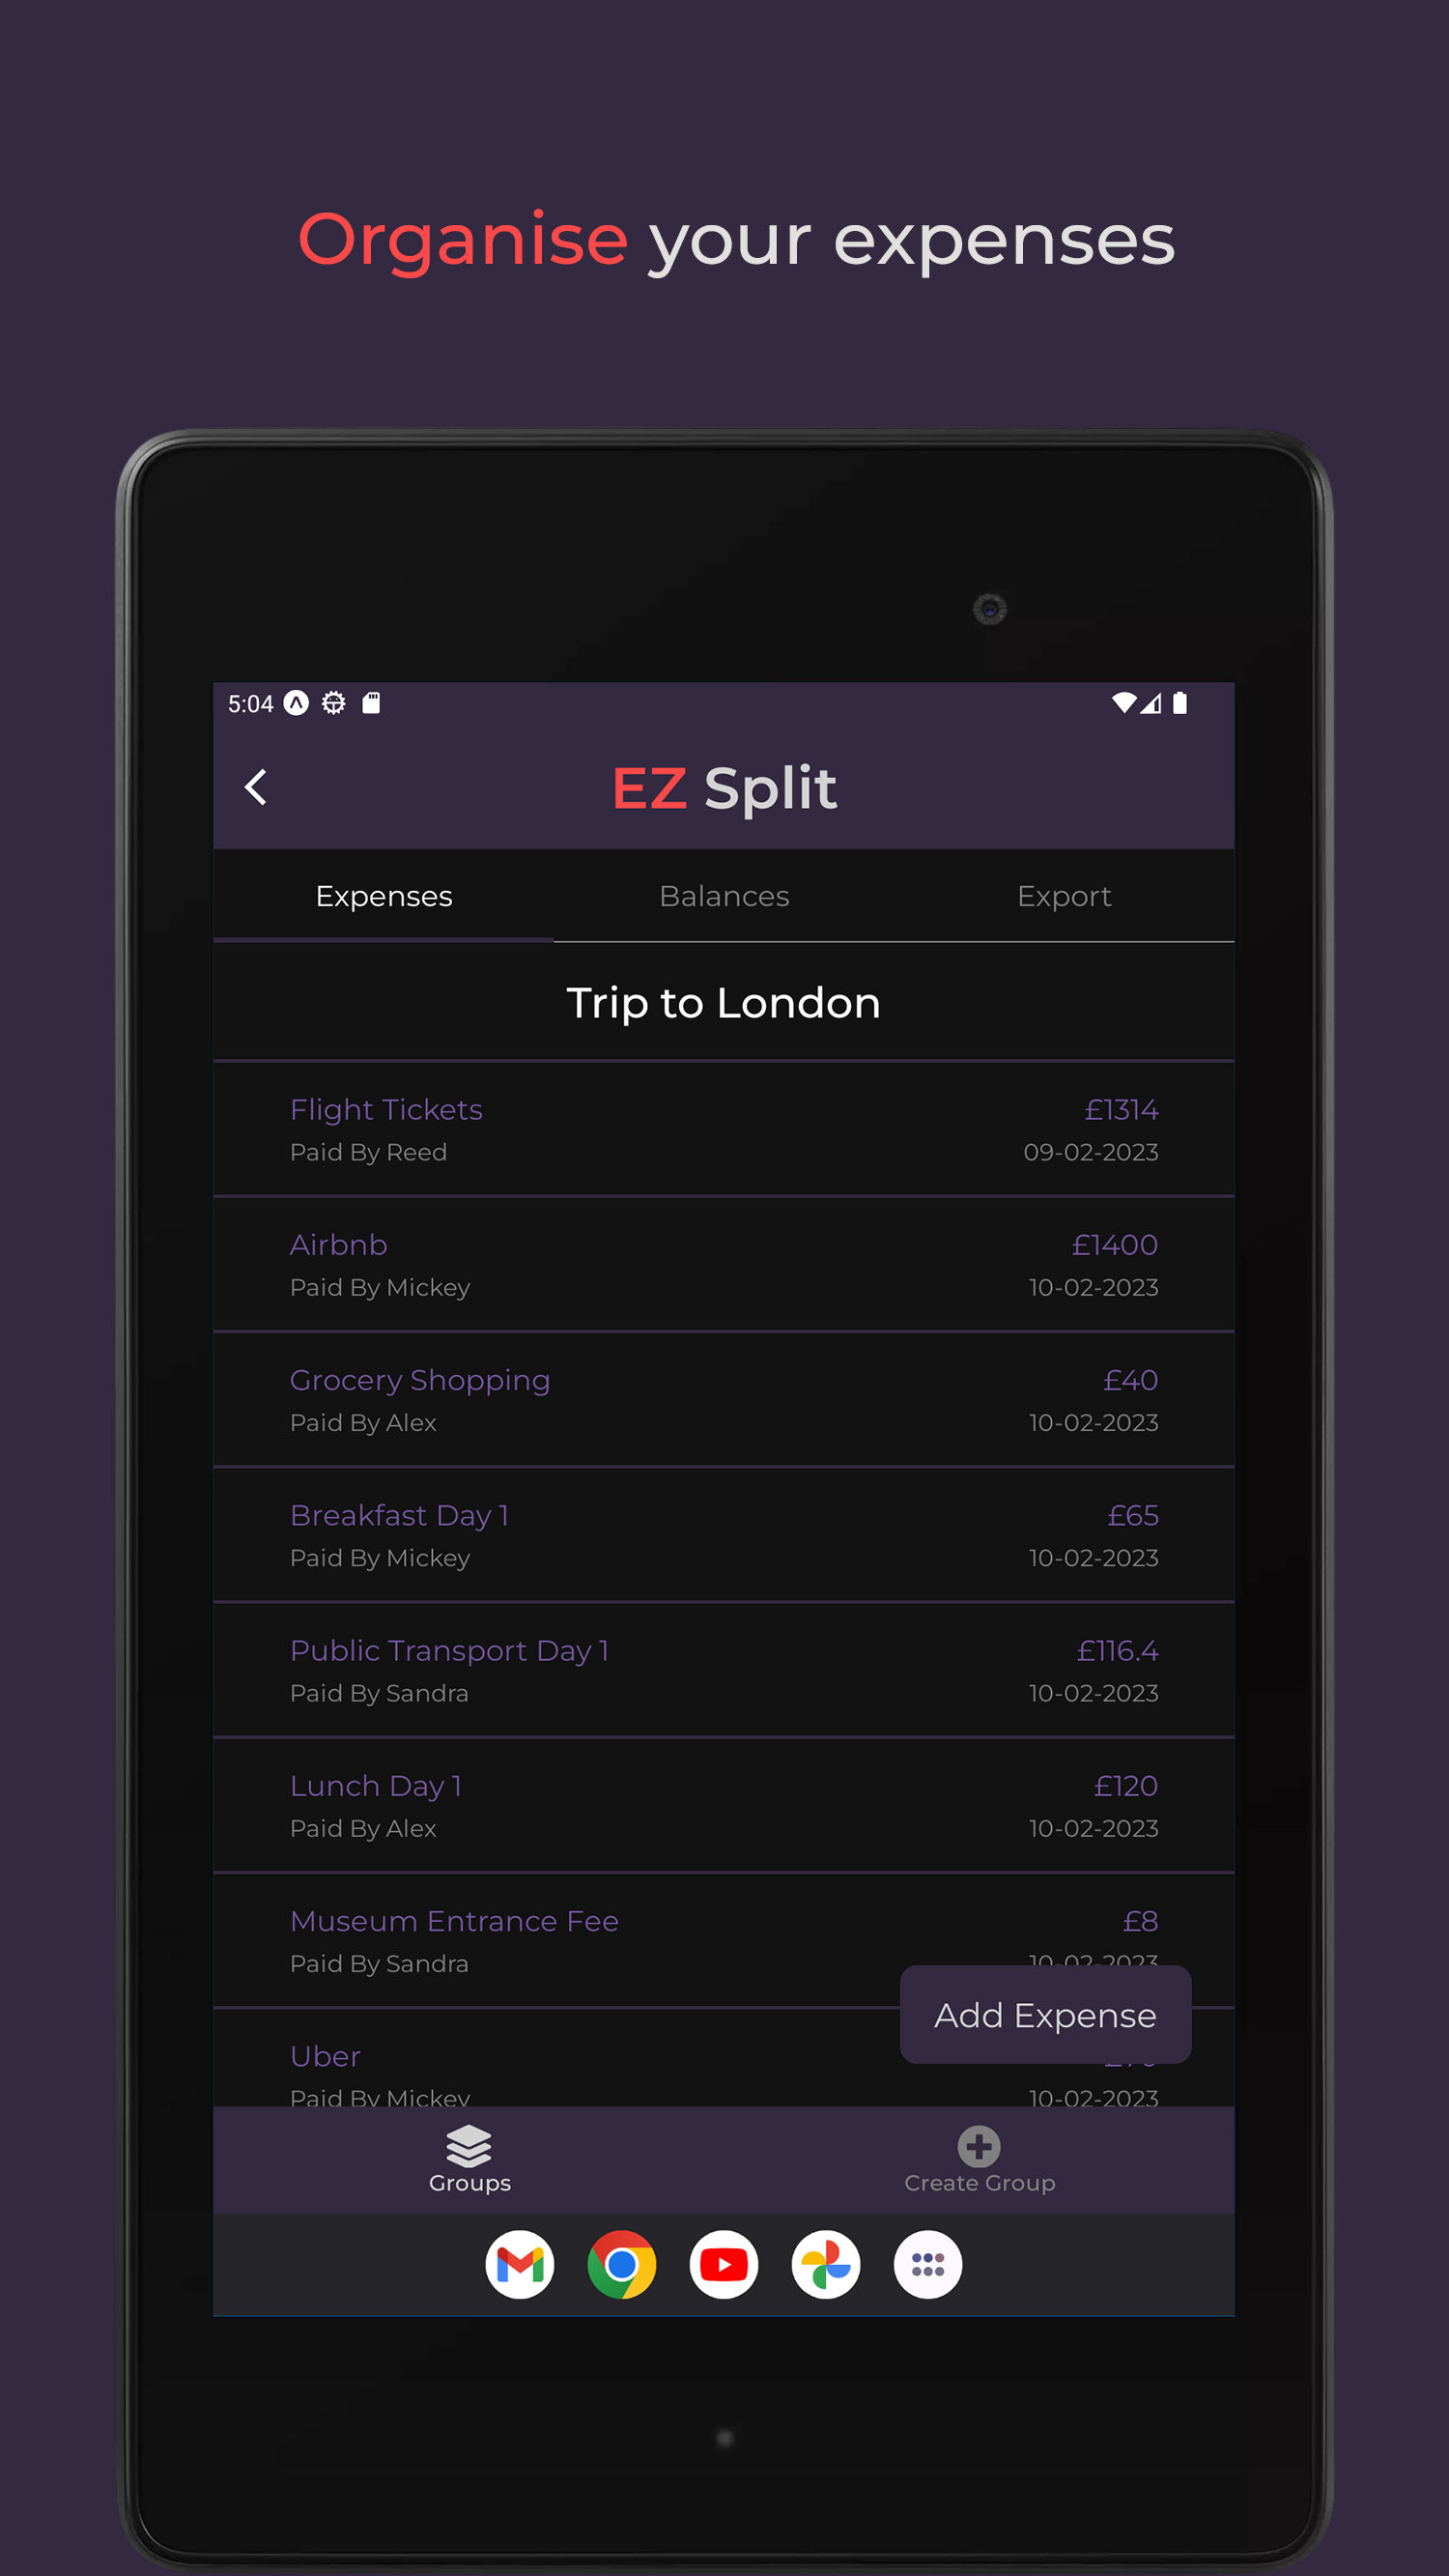 Organise your expenses
5:04
EZ Split
Expenses Balances Export
Trip to London
Flight Tickets £1314
Paid By Reed 09-02-2023
Airbnb £1400
Paid By Mickey 10-02-2023
Grocery Shopping £40
Paid By Alex 10-02-2023
Breakfast Day 1 £65
Paid By Mickey 10-02-2023
Public Transport Day 1 £116.4
Paid By Sandra 10-02-2023
Lunch Day 1 £120
Paid By Alex 10-02-2023
Museum Entrance Fee £8
Paid By Sandra 10-02-2023
Add Expense
Uber
Paid By Mickey 10-02-2023
Groups Create Group